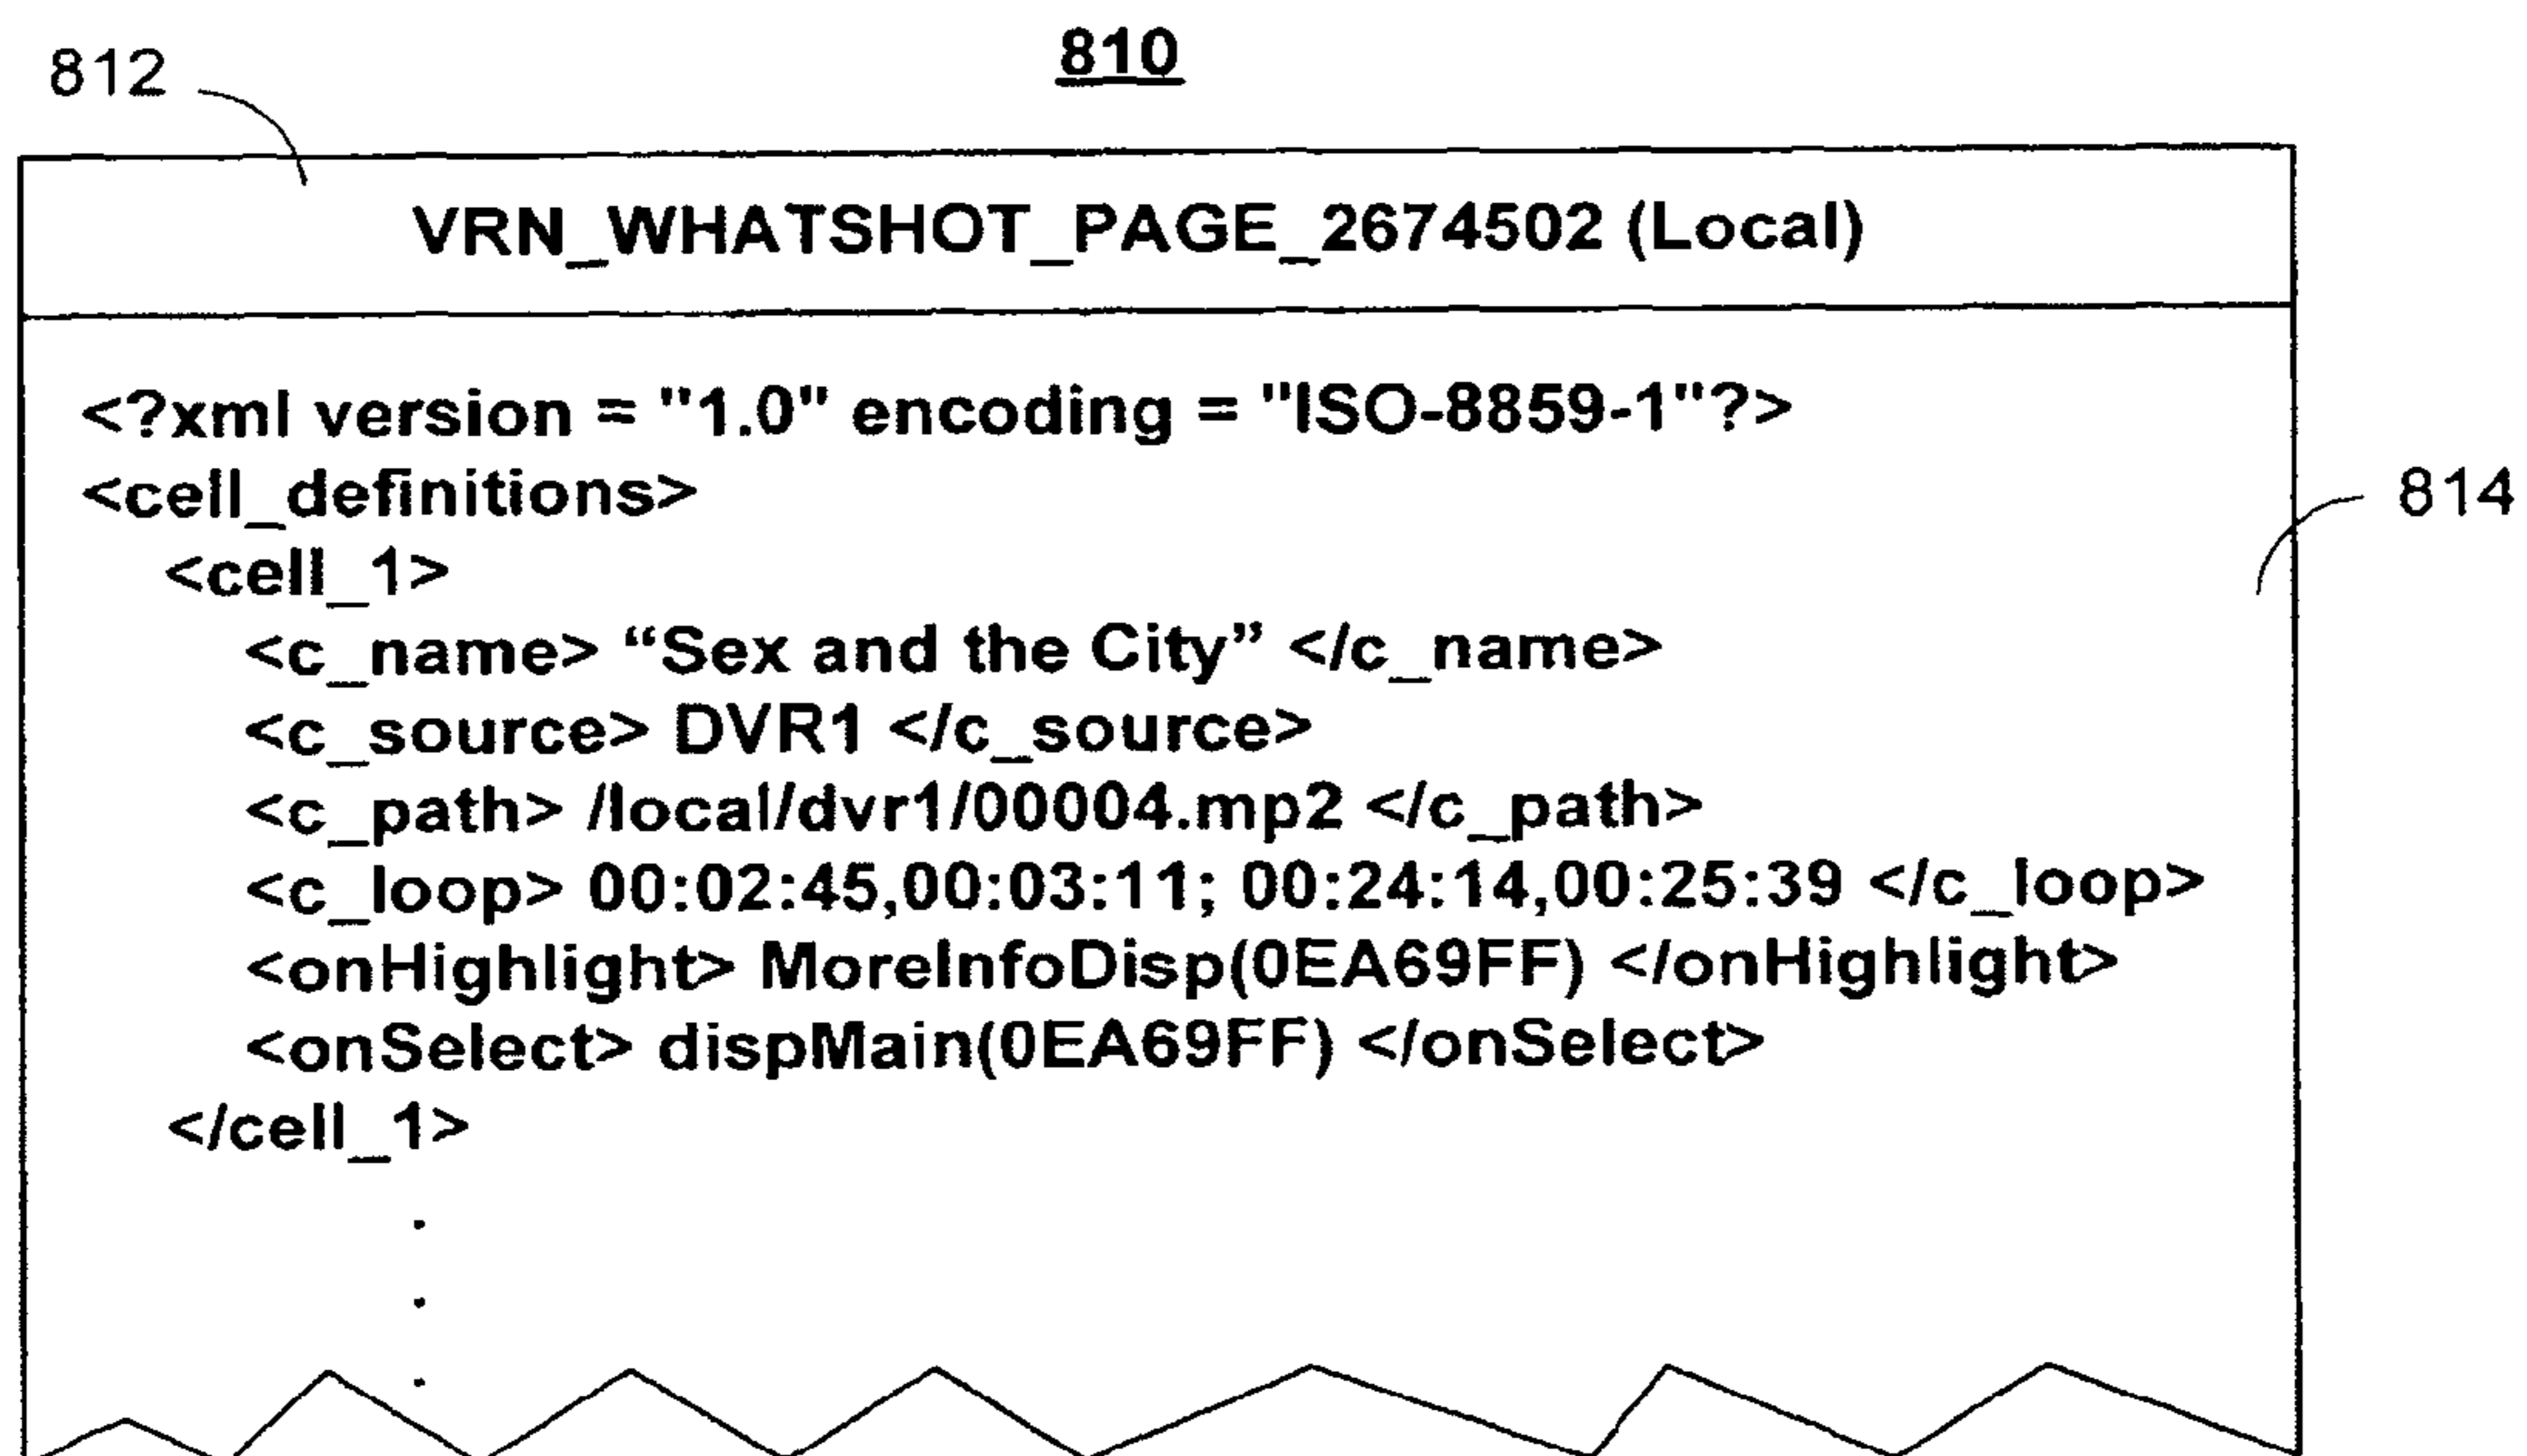 810
812
VRN_WHATSHOT_PAGE_2674502 (Local)
<?xml version = "1.0" encoding = "ISO-8859-1"?>
<cell_definitions>
<cell_1>
<c_name> “Sex and the City” </c_name>
<c_source> DVR1 </c_source>
<c_path> /local/dvr1/00004.mp2 </c_path>
<c_loop> 00:02:45,00:03:11; 00:24:14,00:25:39 </c_loop>
<onHighlight> MoreInfoDisp(0EA69FF) </onHighlight>
<onSelect> dispMain(0EA69FF) </onSelect>
</cell_1>
.
.
.
814